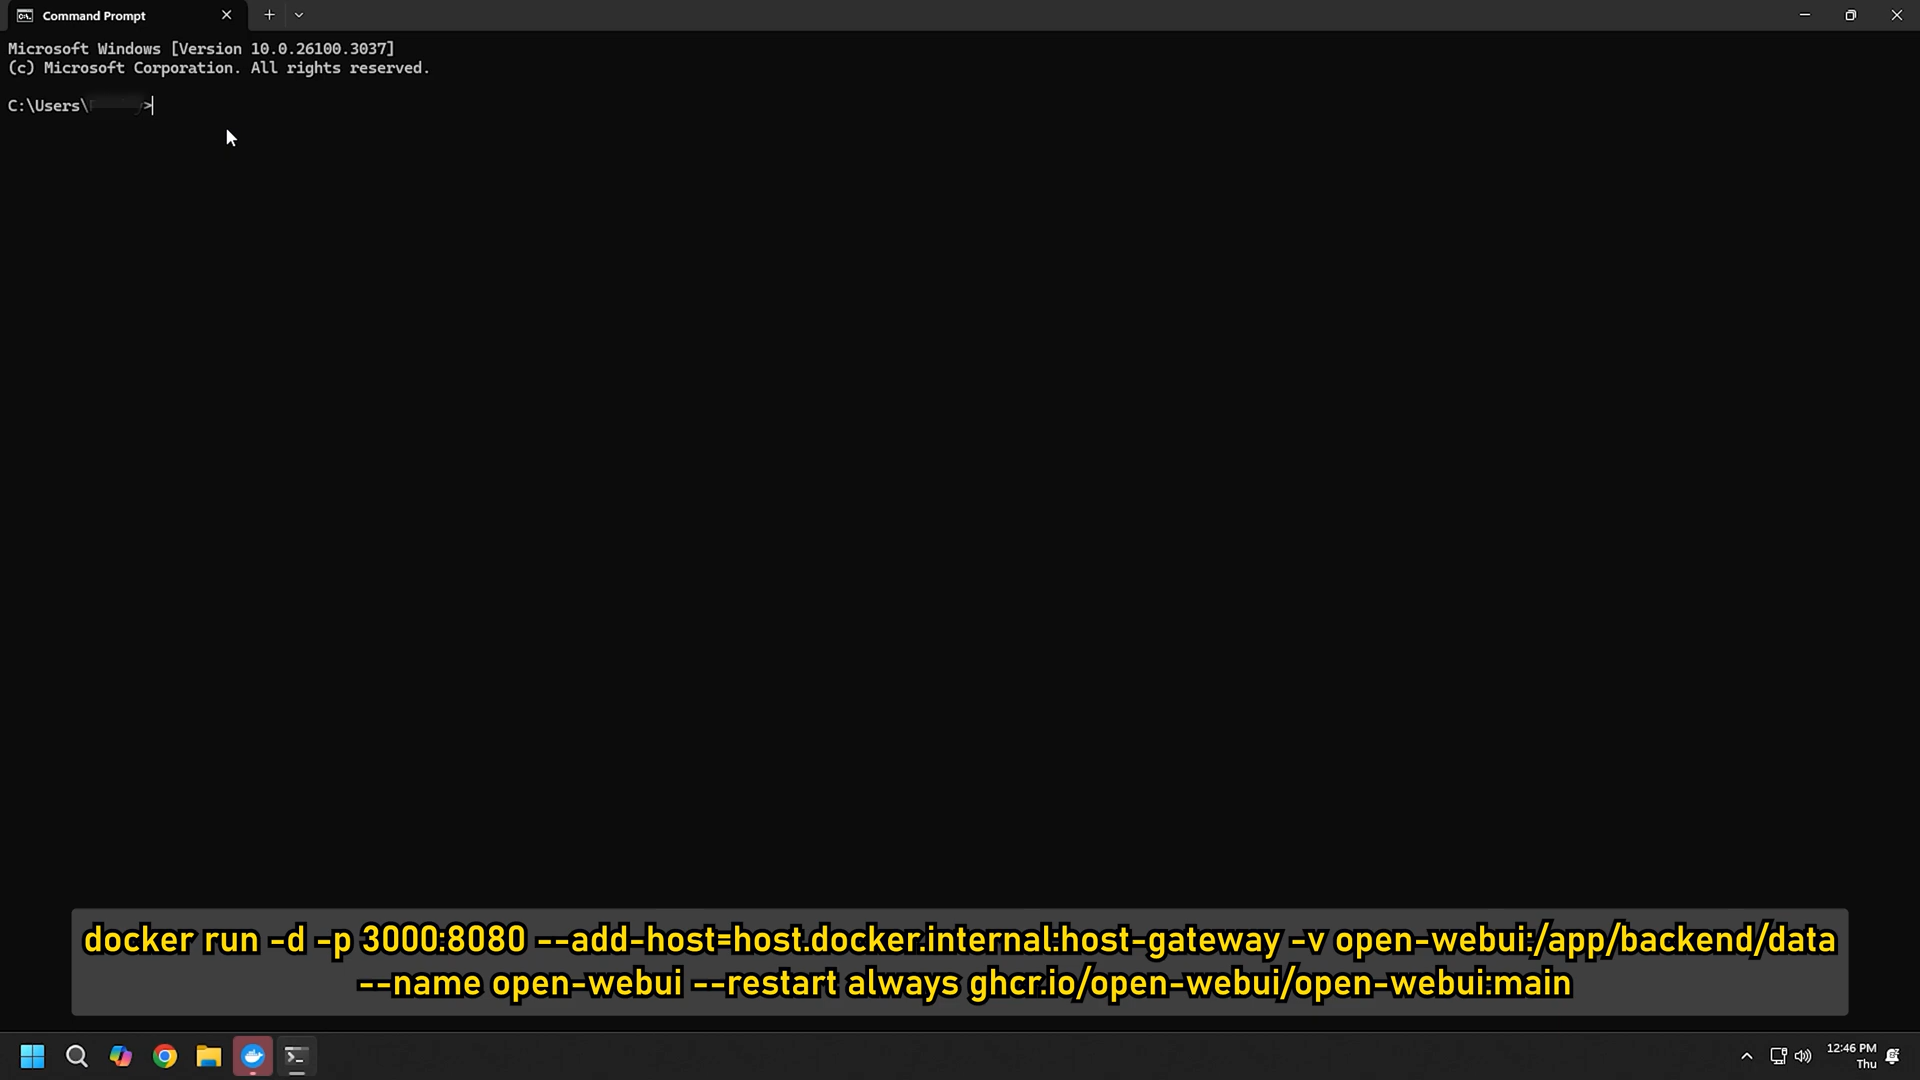 Command Prompt
Microsoft Windows [Version 10.0.26100.3037]
(c) Microsoft Corporation. All rights reserved.
C:\Users\ >
docker run -d -p 3000:8080 --add-host=host.docker.internal:host-gateway -v open-webui:/app/backend/data
--name open-webui --restart always ghcr.io/open-webui/open-webui:main
12:46 PM
Thu